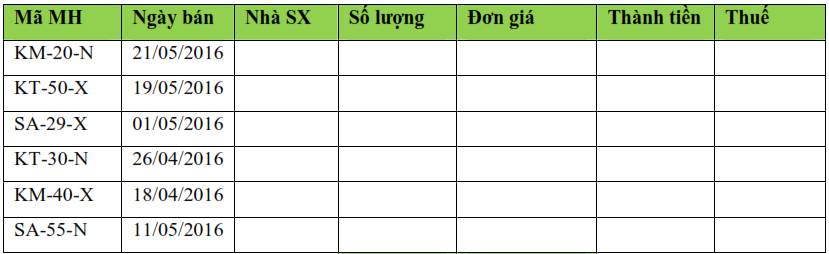 Mã MH Ngày bán Nhà SX Số lượng Đơn giá Thành tiền Thuế
KM-20-N 21/05/2016
KT-50-X 19/05/2016
SA-29-X 01/05/2016
KT-30-N 26/04/2016
KM-40-X 18/04/2016
SA-55-N 11/05/2016